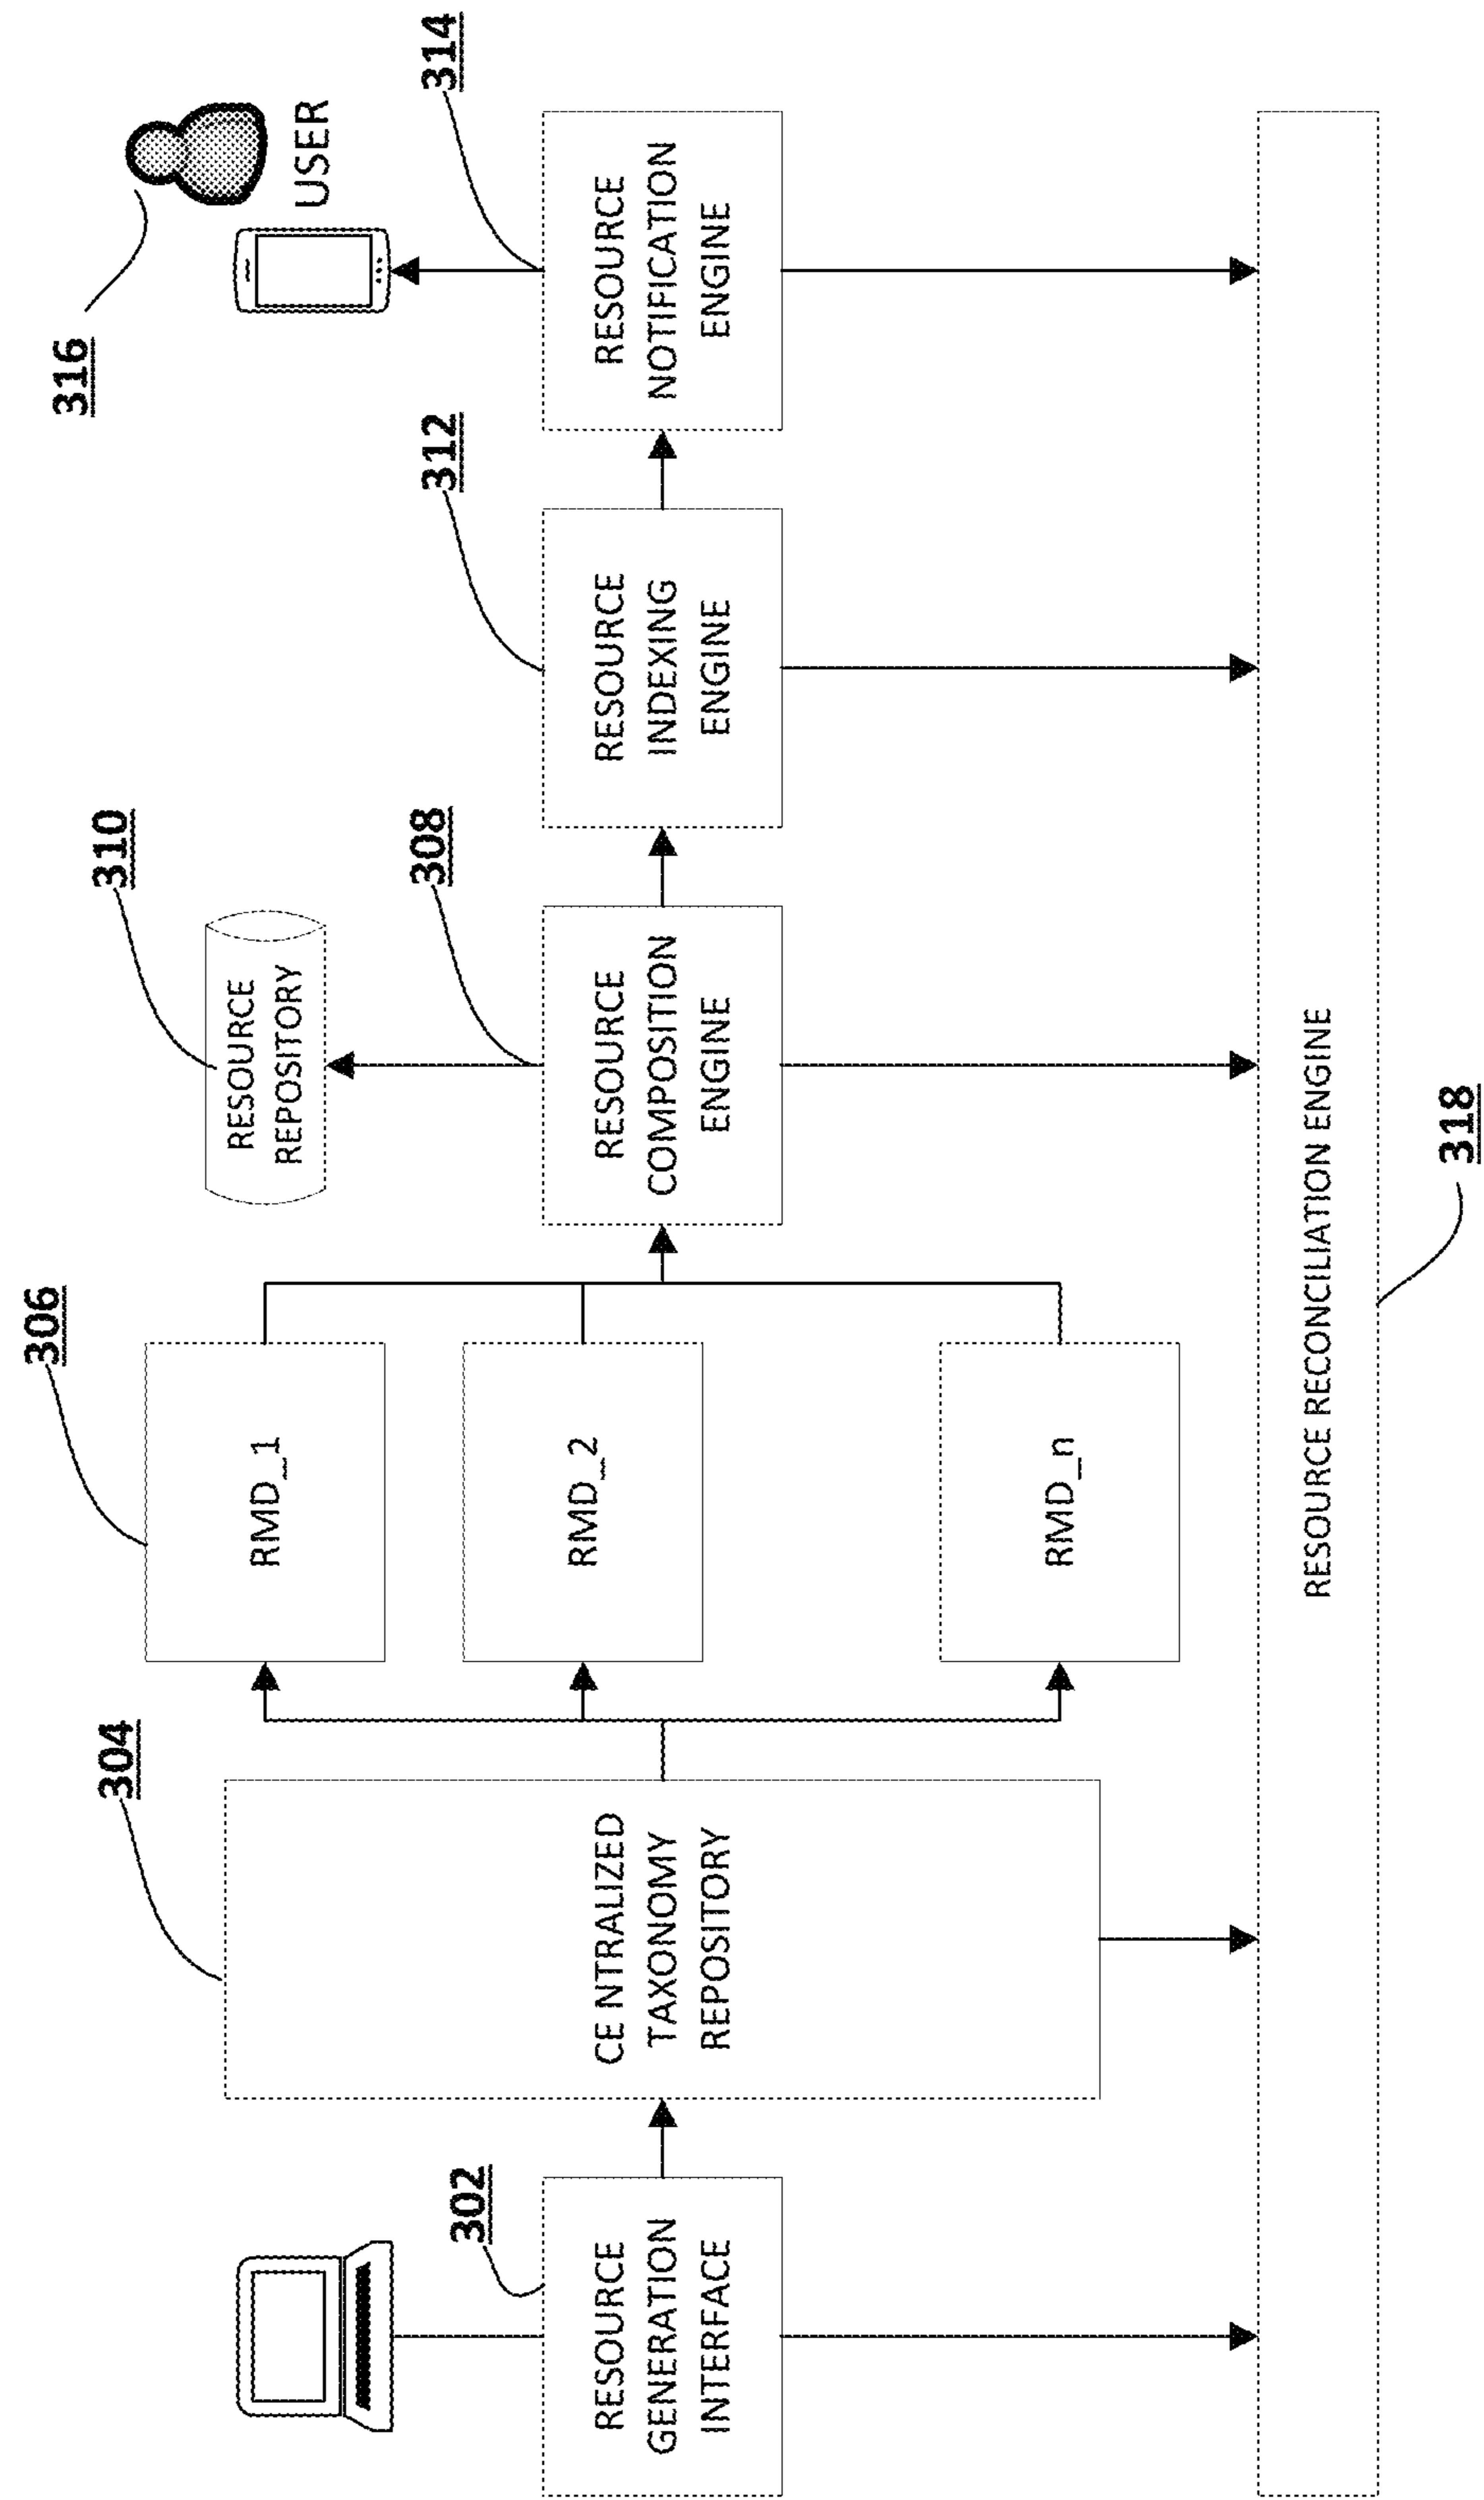 302
RESOURCE
GENERATION
INTERFACE
304
CE NTRALIZED
TAXONOMY
REPOSITORY
306
RMD_1
RMD_2
RMD_n
310
RESOURCE
REPOSITORY
308
RESOURCE
COMPOSITION
ENGINE
312
RESOURCE
INDEXING
ENGINE
316
USER
314
RESOURCE
NOTIFICATION
ENGINE
RESOURCE RECONCILIATION ENGINE
318